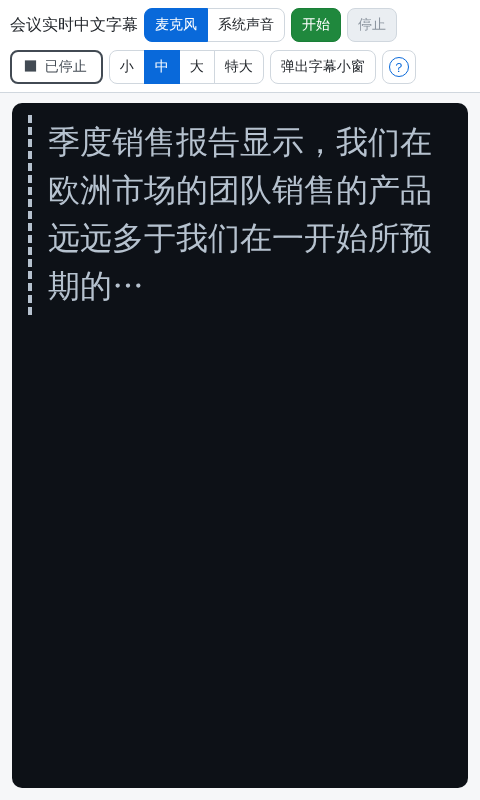 会议实时中文字幕 麦克风 系统声音 开始 停止
已停止 小 中 大 特大 弹出字幕小窗 ?
季度销售报告显示，我们在
欧洲市场的团队销售的产品
远远多于我们在一开始所预
期的…